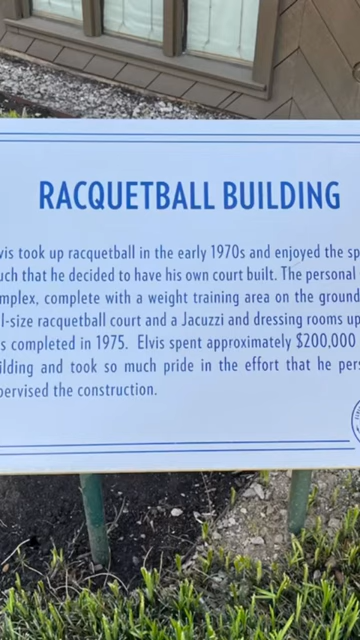 RACQUETBALL BUILDING
vis took up racquetball in the early 1970s and enjoyed the sp
uch that he decided to have his own court built. The personal
mplex, complete with a weight training area on the ground
l-size racquetball court and a Jacuzzi and dressing rooms up
s completed in 1975. Elvis spent approximately $200,000
ilding and took so much pride in the effort that he pers
pervised the construction.